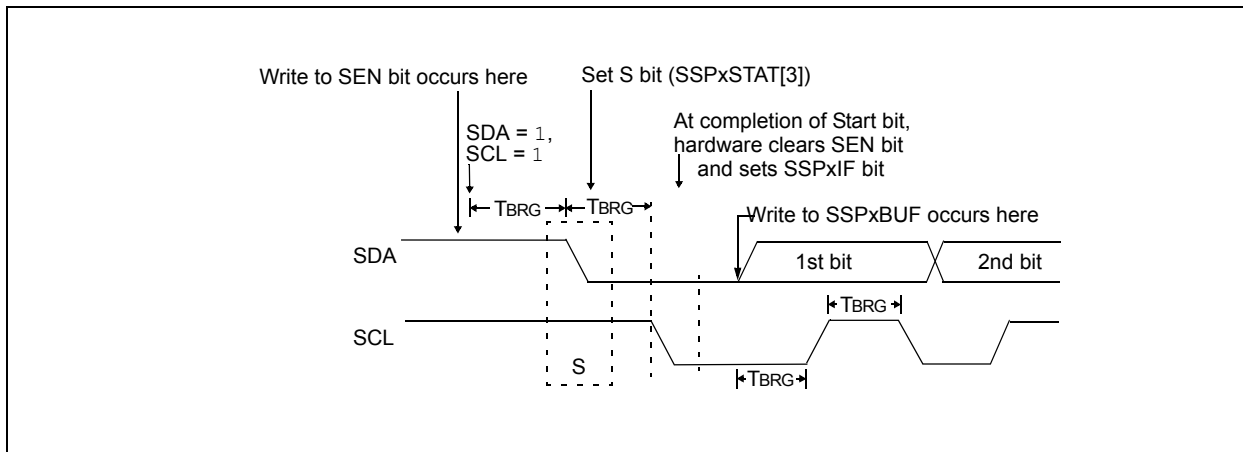 Write to SEN bit occurs here
Set S bit (SSPxSTAT[3])
SDA = 1,
SCL = 1
At completion of Start bit,
hardware clears SEN bit
and sets SSPxIF bit
TBRG
TBRG
Write to SSPxBUF occurs here
SDA
1st bit
2nd bit
TBRG
SCL
S
TBRG